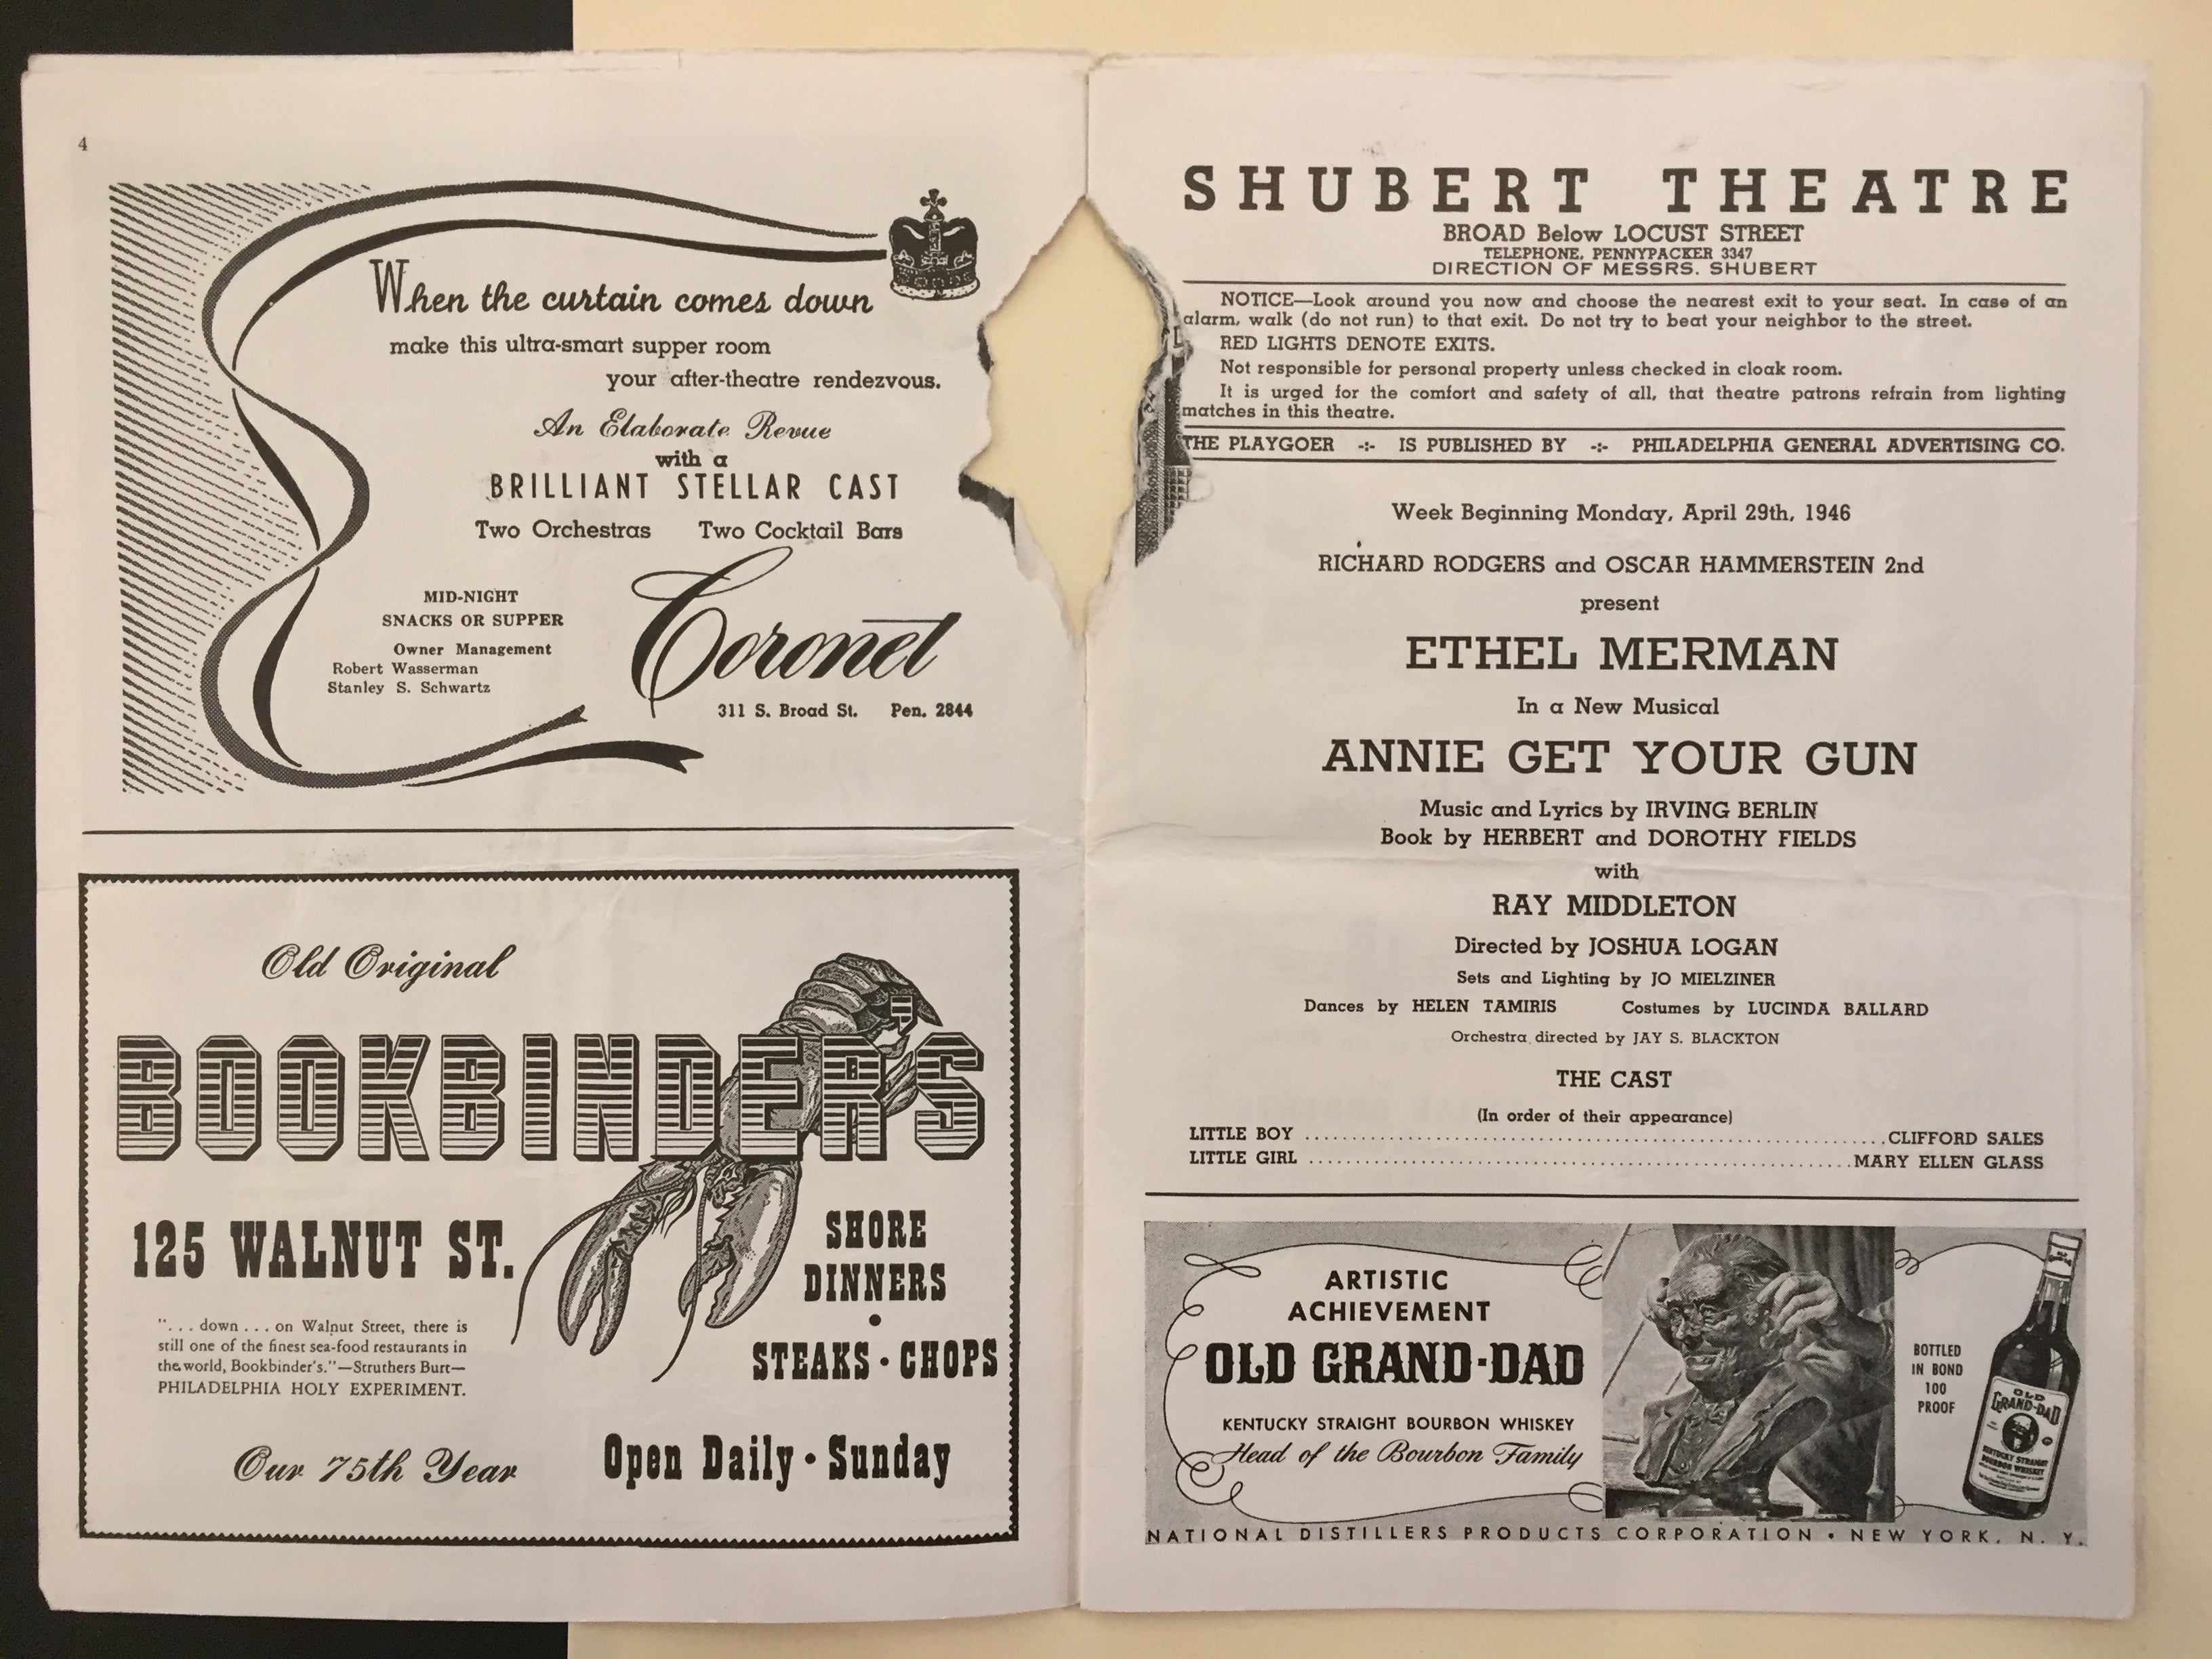 4
When the curtain comes down
make this ultra-smart supper room
your after-theatre rendezvous.
An Elaborate Revue
with a
BRILLIANT STELLAR CAST
Two Orchestras Two Cocktail Bars
MID-NIGHT
SNACKS OR SUPPER
Owner Management
Robert Wasserman
Stanley S. Schwartz
Coronet
311 S. Broad St. Pen. 2844
Old Original
BOOKBINDER'S
125 WALNUT ST.
SHORE
DINNERS
•
STEAKS • CHOPS
". . . down . . . on Walnut Street, there is
still one of the finest sea-food restaurants in
the world, Bookbinder's."—Struthers Burt—
PHILADELPHIA HOLY EXPERIMENT.
Our 75th Year
Open Daily • Sunday
SHUBERT THEATRE
BROAD Below LOCUST STREET
TELEPHONE, PENNYPACKER 3347
DIRECTION OF MESSRS. SHUBERT
NOTICE—Look around you now and choose the nearest exit to your seat. In case of an
alarm, walk (do not run) to that exit. Do not try to beat your neighbor to the street.
RED LIGHTS DENOTE EXITS.
Not responsible for personal property unless checked in cloak room.
It is urged for the comfort and safety of all, that theatre patrons refrain from lighting
matches in this theatre.
THE PLAYGOER -:- IS PUBLISHED BY -:- PHILADELPHIA GENERAL ADVERTISING CO.
Week Beginning Monday, April 29th, 1946
RICHARD RODGERS and OSCAR HAMMERSTEIN 2nd
present
ETHEL MERMAN
In a New Musical
ANNIE GET YOUR GUN
Music and Lyrics by IRVING BERLIN
Book by HERBERT and DOROTHY FIELDS
with
RAY MIDDLETON
Directed by JOSHUA LOGAN
Sets and Lighting by JO MIELZINER
Dances by HELEN TAMIRIS Costumes by LUCINDA BALLARD
Orchestra directed by JAY S. BLACKTON
THE CAST
(In order of their appearance)
LITTLE BOY ........................................ CLIFFORD SALES
LITTLE GIRL ........................................ MARY ELLEN GLASS
ARTISTIC
ACHIEVEMENT
OLD GRAND-DAD
KENTUCKY STRAIGHT BOURBON WHISKEY
Head of the Bourbon Family
BOTTLED
IN BOND
100
PROOF
OLD
GRAND-DAD
KENTUCKY STRAIGHT
BOURBON WHISKEY
NATIONAL DISTILLERS PRODUCTS CORPORATION • NEW YORK, N. Y.